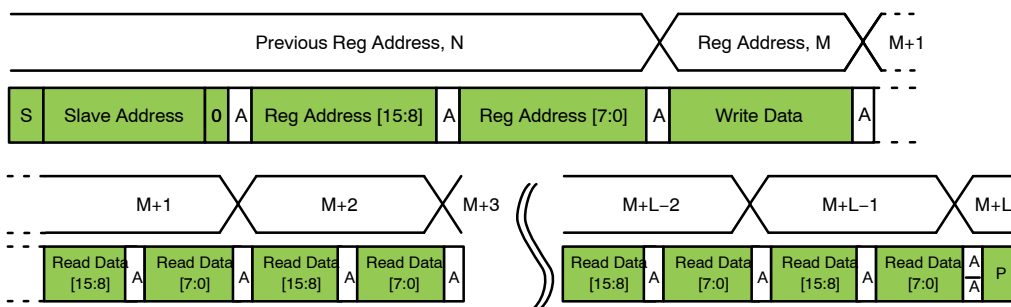 Previous Reg Address, N Reg Address, M M+1
S Slave Address 0 A Reg Address [15:8] A Reg Address [7:0] A Write Data A
M+1 M+2 M+3 M+L−2 M+L−1 M+L
Read Data [15:8] A Read Data [7:0] A Read Data [15:8] A Read Data [7:0] A Read Data [15:8] A Read Data [7:0] A Read Data [15:8] A Read Data [7:0] A A P